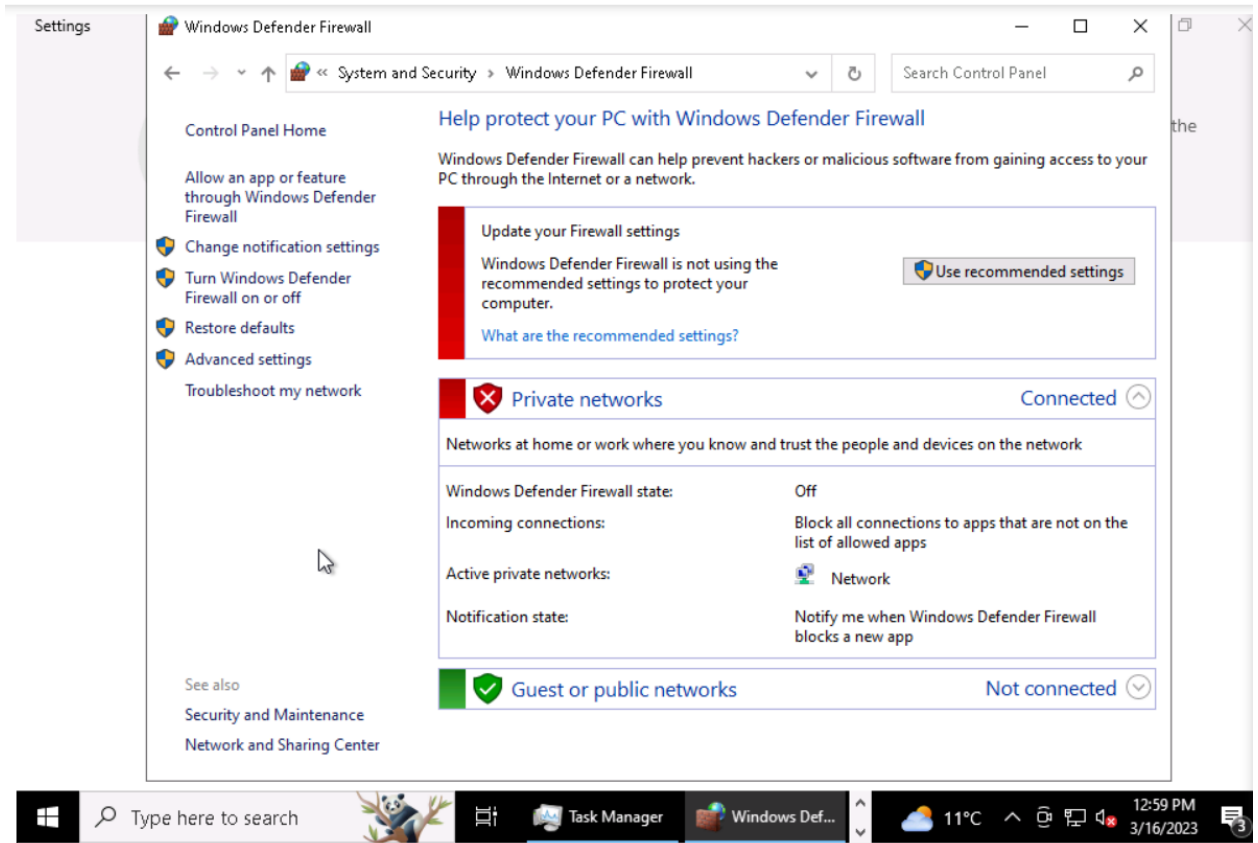 Settings
Windows Defender Firewall
« System and Security › Windows Defender Firewall
Search Control Panel
the
Control Panel Home
Allow an app or feature
through Windows Defender
Firewall
Change notification settings
Turn Windows Defender
Firewall on or off
Restore defaults
Advanced settings
Troubleshoot my network
See also
Security and Maintenance
Network and Sharing Center
Help protect your PC with Windows Defender Firewall
Windows Defender Firewall can help prevent hackers or malicious software from gaining access to your
PC through the Internet or a network.
Update your Firewall settings
Windows Defender Firewall is not using the
recommended settings to protect your
computer.
What are the recommended settings?
Use recommended settings
Private networks Connected
Networks at home or work where you know and trust the people and devices on the network
Windows Defender Firewall state: Off
Incoming connections: Block all connections to apps that are not on the
list of allowed apps
Active private networks: Network
Notification state: Notify me when Windows Defender Firewall
blocks a new app
Guest or public networks Not connected
Type here to search
Task Manager
Windows Def...
11°C
12:59 PM
3/16/2023
3